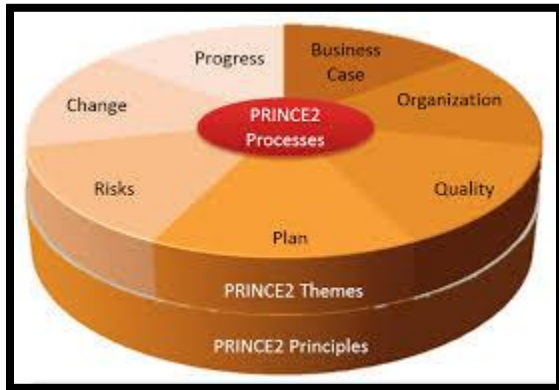 Progress
Business
Case
Change
Organization
PRINCE2
Processes
Risks
Quality
Plan
PRINCE2 Themes
PRINCE2 Principles